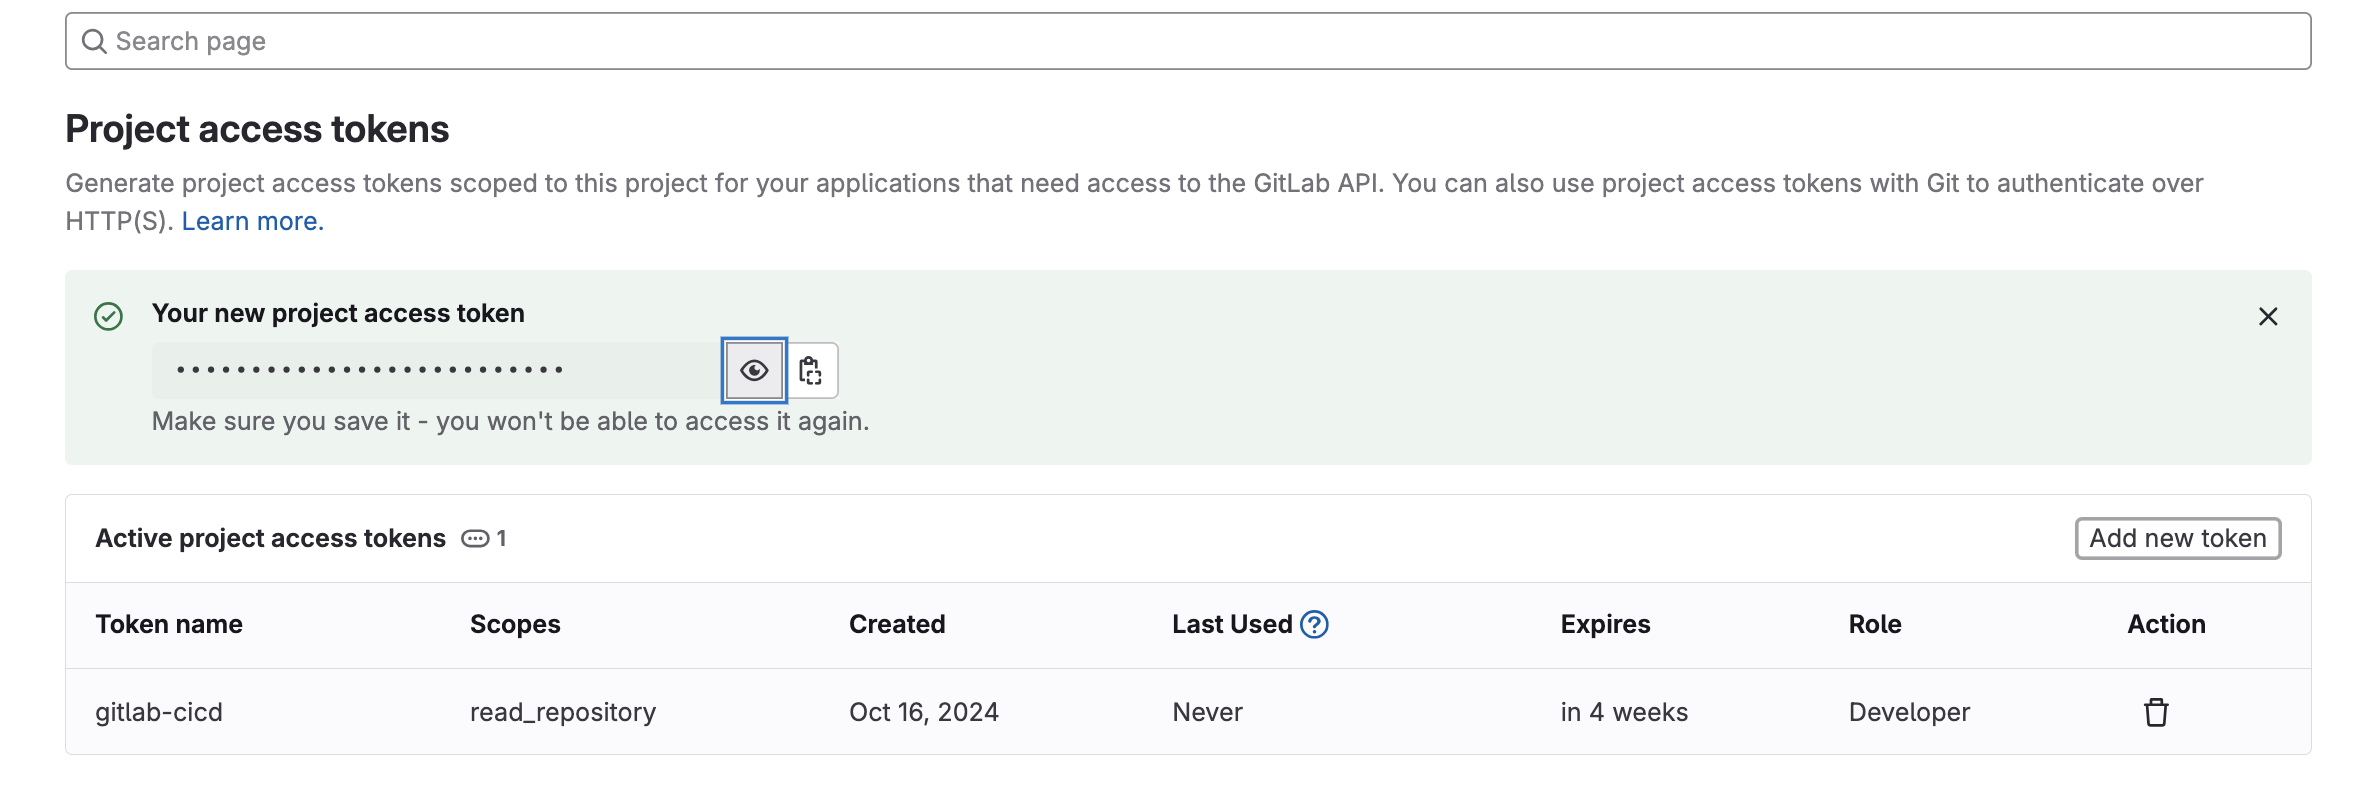 Search page
Project access tokens
Generate project access tokens scoped to this project for your applications that need access to the GitLab API. You can also use project access tokens with Git to authenticate over
HTTP(S). Learn more.
Your new project access token
••••••••••••••••••••••••••
Make sure you save it - you won't be able to access it again.
Active project access tokens 1
Add new token
Token name Scopes Created Last Used ? Expires Role Action
gitlab-cicd read_repository Oct 16, 2024 Never in 4 weeks Developer